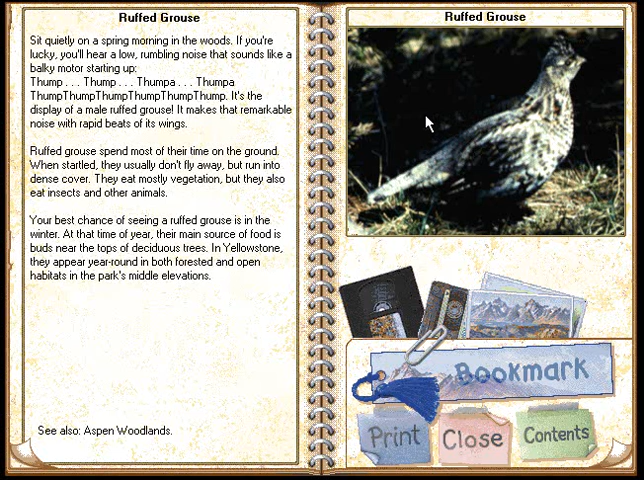 Ruffed Grouse
Sit quietly on a spring morning in the woods. If you're
lucky, you'll hear a low, rumbling noise that sounds like a
balky motor starting up:
Thump . . . Thump . . . Thumpa . . . Thumpa
ThumpThumpThumpThumpThumpThump. It's the
display of a male ruffed grouse! It makes that remarkable
noise with rapid beats of its wings.
Ruffed grouse spend most of their time on the ground.
When startled, they usually don't fly away, but run into
dense cover. They eat mostly vegetation, but they also
eat insects and other animals.
Your best chance of seeing a ruffed grouse is in the
winter. At that time of year, their main source of food is
buds near the tops of deciduous trees. In Yellowstone,
they appear year-round in both forested and open
habitats in the park's middle elevations.
See also: Aspen Woodlands.
Ruffed Grouse
Bookmark
Print
Close
Contents